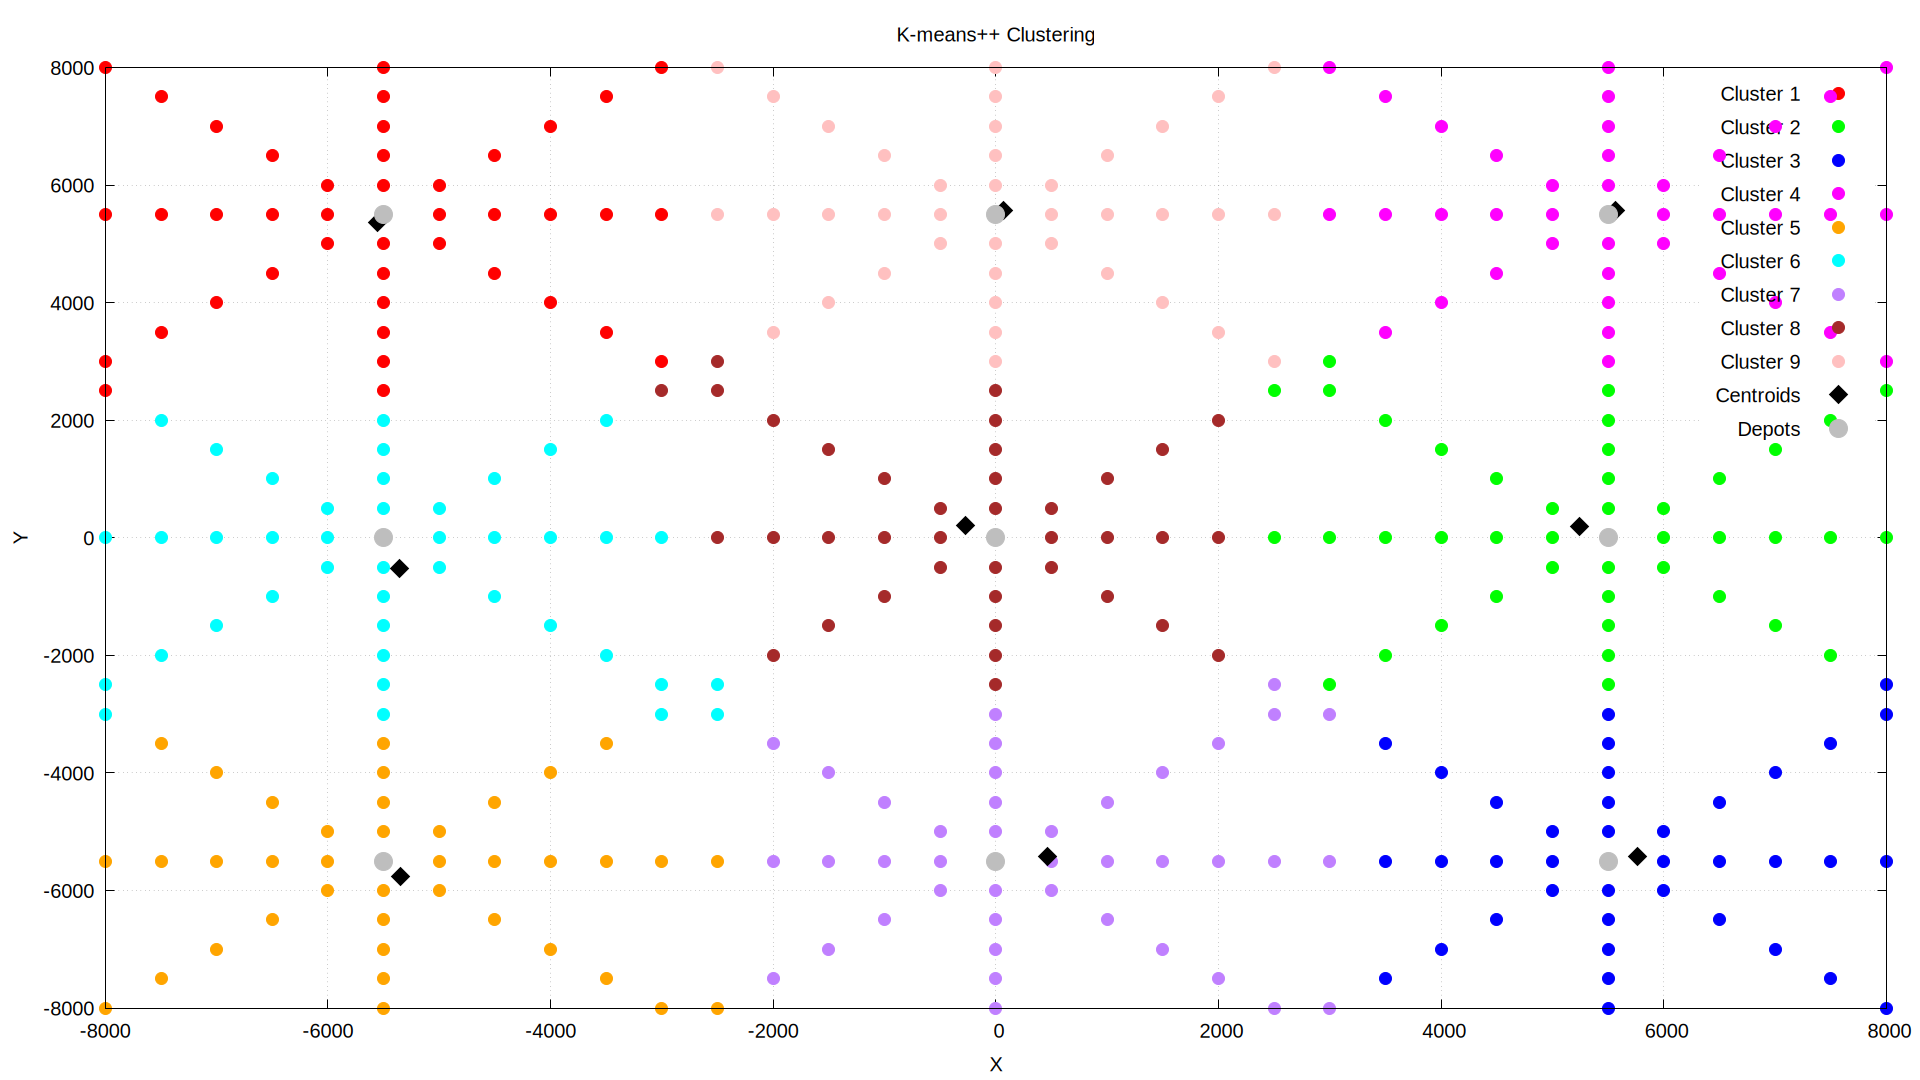 K-means++ Clustering
8000
6000
4000
2000
0
-2000
-4000
-6000
-8000
Y
Cluster 1
Cluster 2
Cluster 3
Cluster 4
Cluster 5
Cluster 6
Cluster 7
Cluster 8
Cluster 9
Centroids
Depots
-8000 -6000 -4000 -2000 0 2000 4000 6000 8000
X